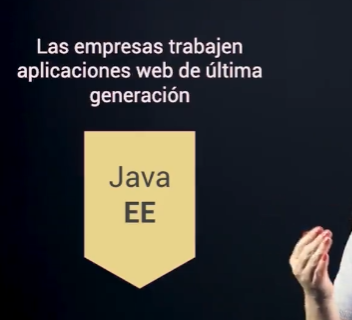 Las empresas trabajen
aplicaciones web de última
generación
Java
EE